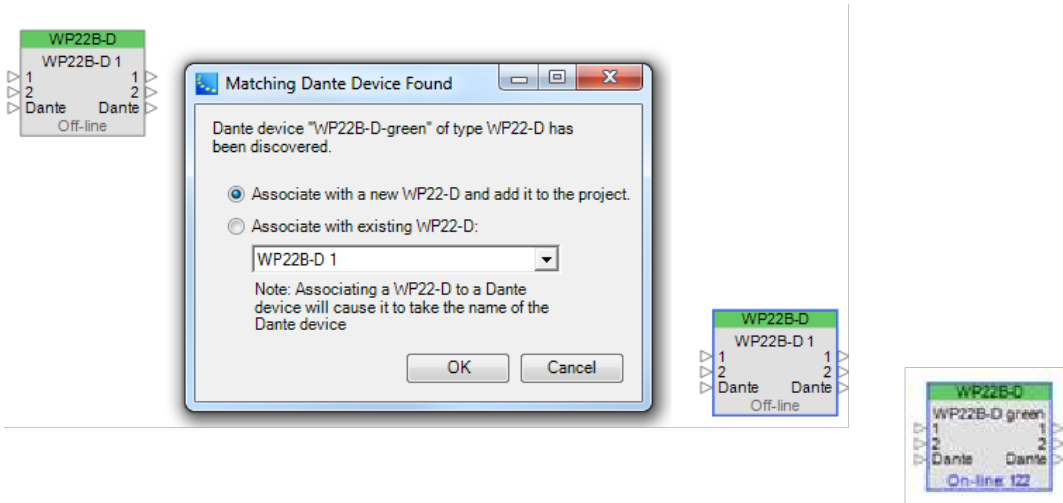 WP22B-D
WP22B-D 1
1 1
2 2
Dante Dante
Off-line
Matching Dante Device Found
Dante device "WP22B-D-green" of type WP22-D has
been discovered.
Associate with a new WP22-D and add it to the project.
Associate with existing WP22-D:
WP22B-D 1
Note: Associating a WP22-D to a Dante
device will cause it to take the name of the
Dante device
OK Cancel
WP22B-D
WP22B-D 1
1 1
2 2
Dante Dante
Off-line
WP22B-D
WP22B-D green
1 1
2 2
Dante Dante
On-line: 122